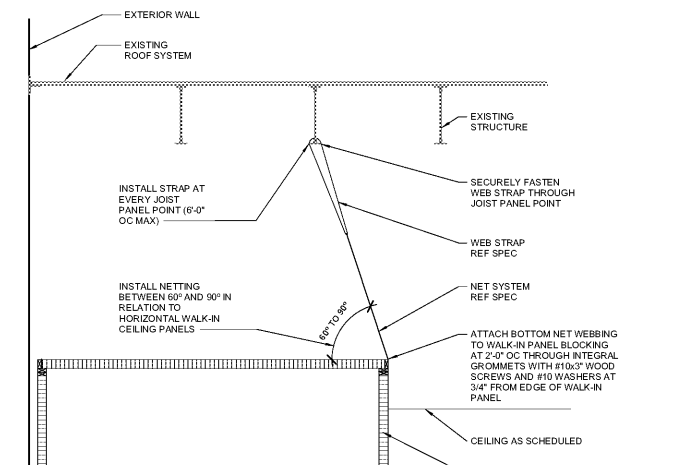 EXTERIOR WALL
EXISTING
ROOF SYSTEM
EXISTING
STRUCTURE
INSTALL STRAP AT
EVERY JOIST
PANEL POINT (6'-0"
OC MAX)
SECURELY FASTEN
WEB STRAP THROUGH
JOIST PANEL POINT
WEB STRAP
REF SPEC
INSTALL NETTING
BETWEEN 60º AND 90º IN
RELATION TO
HORIZONTAL WALK-IN
CEILING PANELS
60º TO 90º
NET SYSTEM
REF SPEC
ATTACH BOTTOM NET WEBBING
TO WALK-IN PANEL BLOCKING
AT 2'-0" OC THROUGH INTEGRAL
GROMMETS WITH #10x3" WOOD
SCREWS AND #10 WASHERS AT
3/4" FROM EDGE OF WALK-IN
PANEL
CEILING AS SCHEDULED